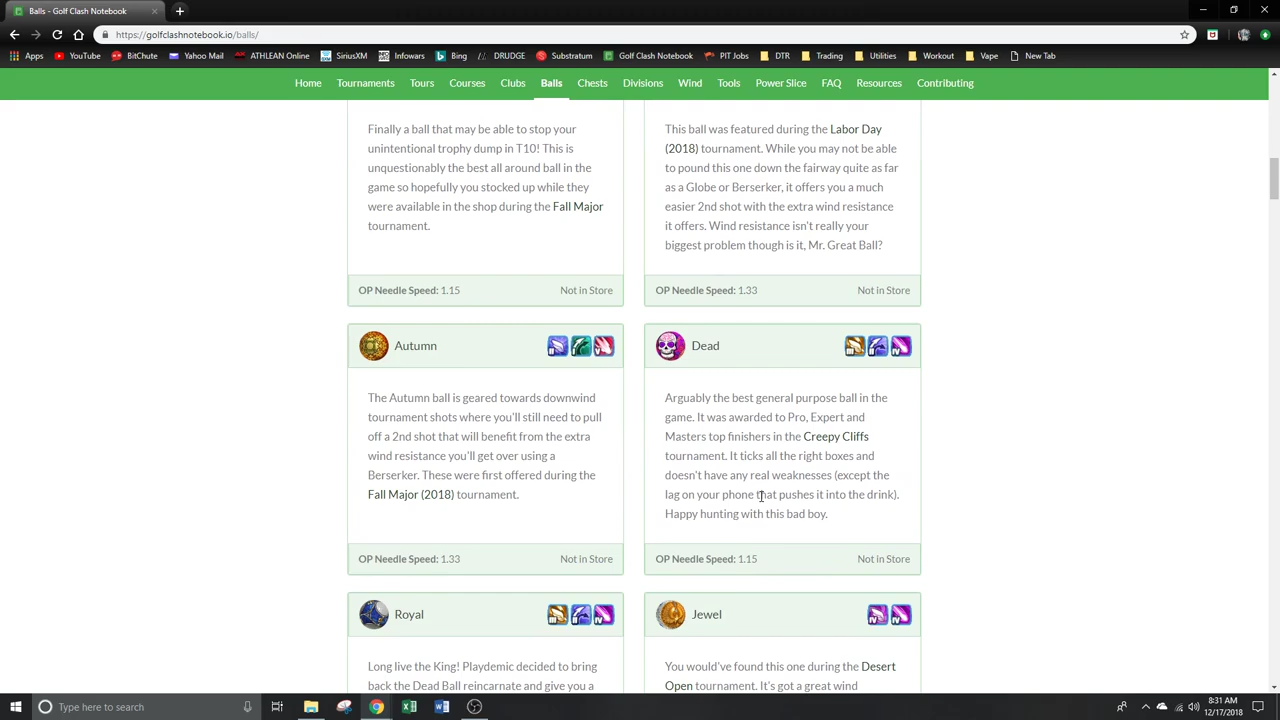 Balls - Golf Clash Notebook
https://golfclashnotebook.io/balls/
Apps YouTube BitChute Yahoo Mail ATHLEAN Online SiriusXM Infowars Bing DRUDGE Substratum Golf Clash Notebook PIT Jobs DTR Trading Utilities Workout Vape New Tab
Home Tournaments Tours Courses Clubs Balls Chests Divisions Wind Tools Power Slice FAQ Resources Contributing
Finally a ball that may be able to stop your
unintentional trophy dump in T10! This is
unquestionably the best all around ball in the
game so hopefully you stocked up while they
were available in the shop during the Fall Major
tournament.
OP Needle Speed: 1.15 Not in Store
This ball was featured during the Labor Day
(2018) tournament. While you may not be able
to pound this one down the fairway quite as far
as a Globe or Berserker, it offers you a much
easier 2nd shot with the extra wind resistance
it offers. Wind resistance isn't really your
biggest problem though is it, Mr. Great Ball?
OP Needle Speed: 1.33 Not in Store
Autumn
The Autumn ball is geared towards downwind
tournament shots where you'll still need to pull
off a 2nd shot that will benefit from the extra
wind resistance you'll get over using a
Berserker. These were first offered during the
Fall Major (2018) tournament.
OP Needle Speed: 1.33 Not in Store
Dead
Arguably the best general purpose ball in the
game. It was awarded to Pro, Expert and
Masters top finishers in the Creepy Cliffs
tournament. It ticks all the right boxes and
doesn't have any real weaknesses (except the
lag on your phone that pushes it into the drink).
Happy hunting with this bad boy.
OP Needle Speed: 1.15 Not in Store
Royal
Long live the King! Playdemic decided to bring
back the Dead Ball reincarnate and give you a
Jewel
You would've found this one during the Desert
Open tournament. It's got a great wind
Type here to search
8:31 AM
12/17/2018